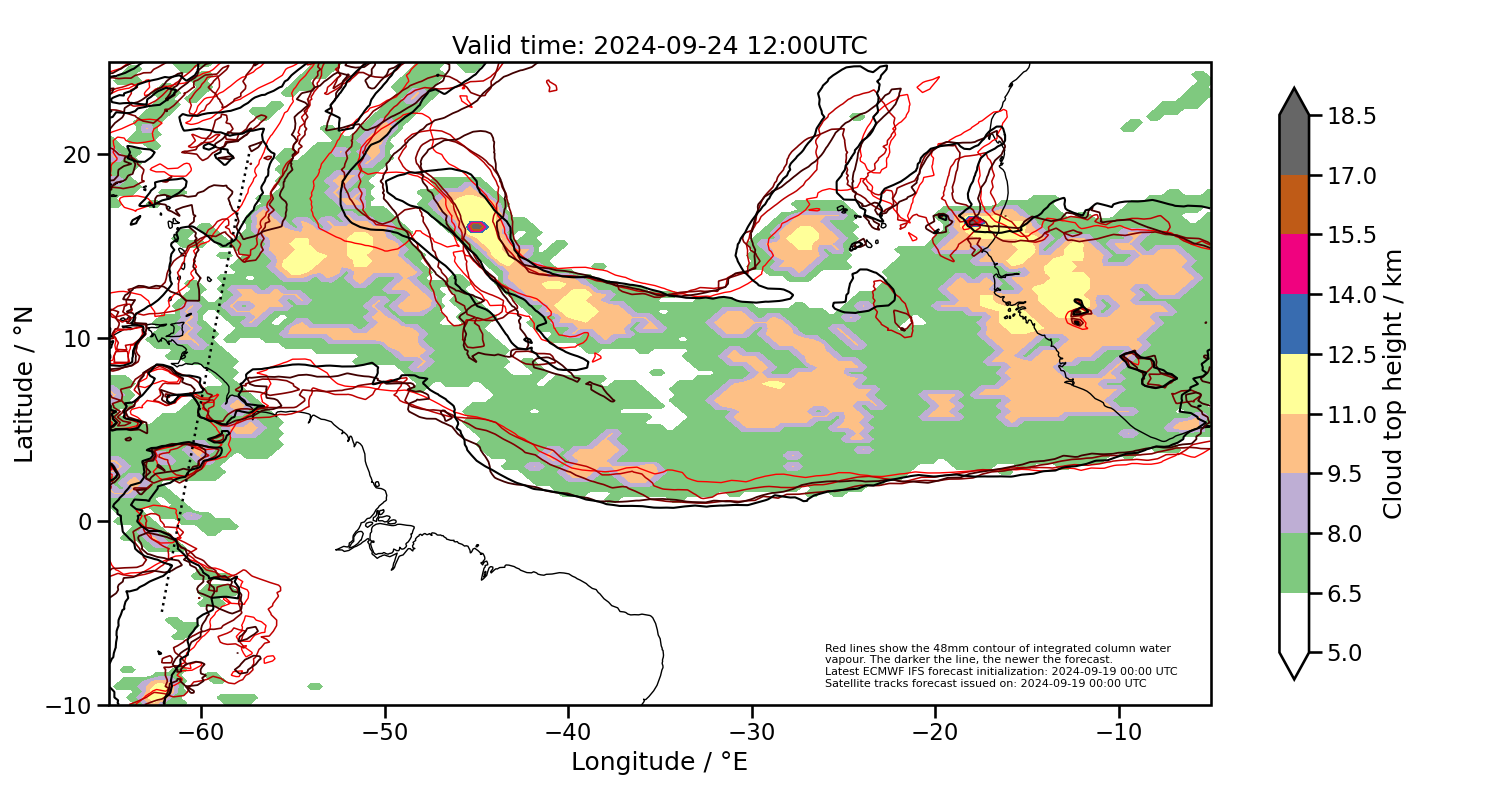 Valid time: 2024-09-24 12:00UTC
20
10
0
−10
Latitude / °N
−60
−50
−40
−30
−20
−10
Longitude / °E
Red lines show the 48mm contour of integrated column water
vapour. The darker the line, the newer the forecast.
Latest ECMWF IFS forecast initialization: 2024-09-19 00:00 UTC
Satellite tracks forecast issued on: 2024-09-19 00:00 UTC
18.5
17.0
15.5
14.0
12.5
11.0
9.5
8.0
6.5
5.0
Cloud top height / km